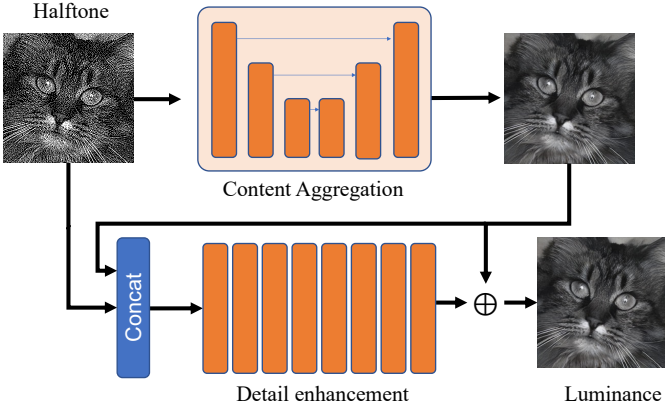 Halftone
Content Aggregation
Concat
Detail enhancement
Luminance